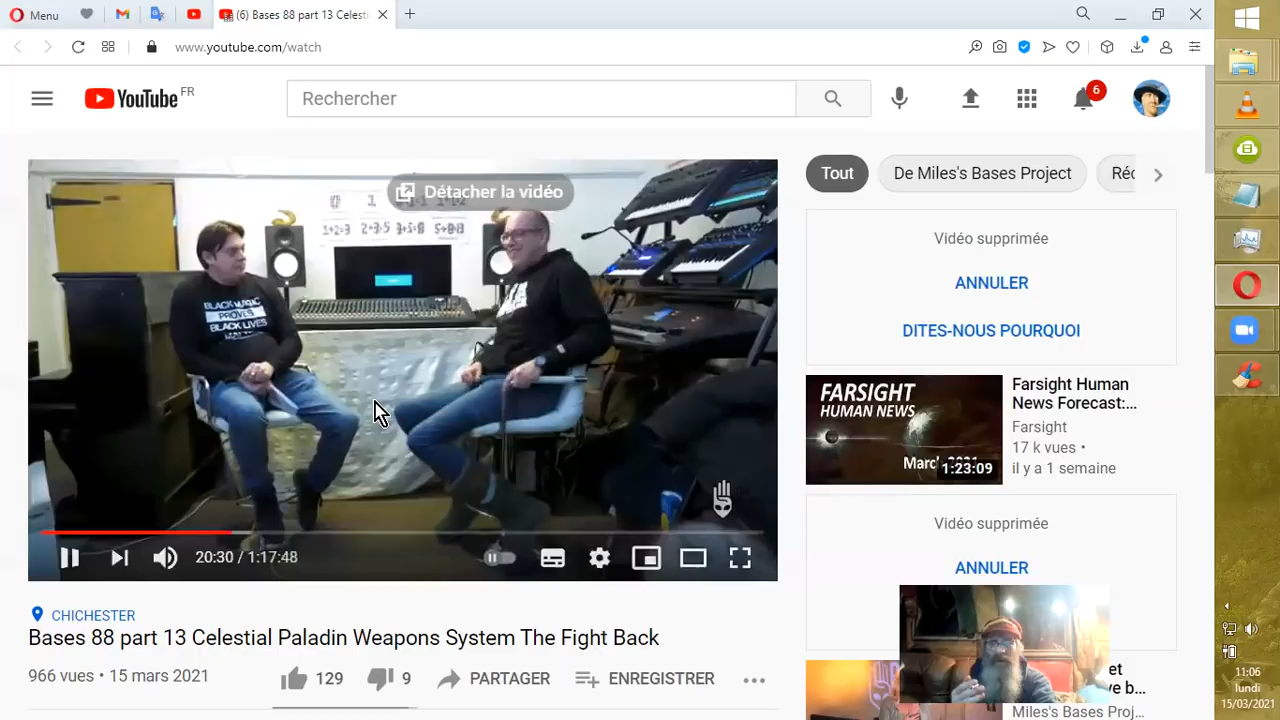 Menu
(6) Bases 88 part 13 Celesti
www.youtube.com/watch
YouTube FR
Rechercher
6
Détacher la vidéo
0 1
1+2=3 2+3=5 3+5=8 5+8=13
BLACK MAGIC
PROVES
BLACK LIVES
20:30 / 1:17:48
CHICHESTER
Bases 88 part 13 Celestial Paladin Weapons System The Fight Back
966 vues • 15 mars 2021
129
9
PARTAGER
ENREGISTRER
Tout
De Miles's Bases Project
Réc
Vidéo supprimée
ANNULER
DITES-NOUS POURQUOI
FARSIGHT
HUMAN NEWS
March
1:23:09
Farsight Human
News Forecast:...
Farsight
17 k vues •
il y a 1 semaine
Vidéo supprimée
ANNULER
et
ve b...
Miles's Bases Proj...
11:06
lundi
15/03/2021